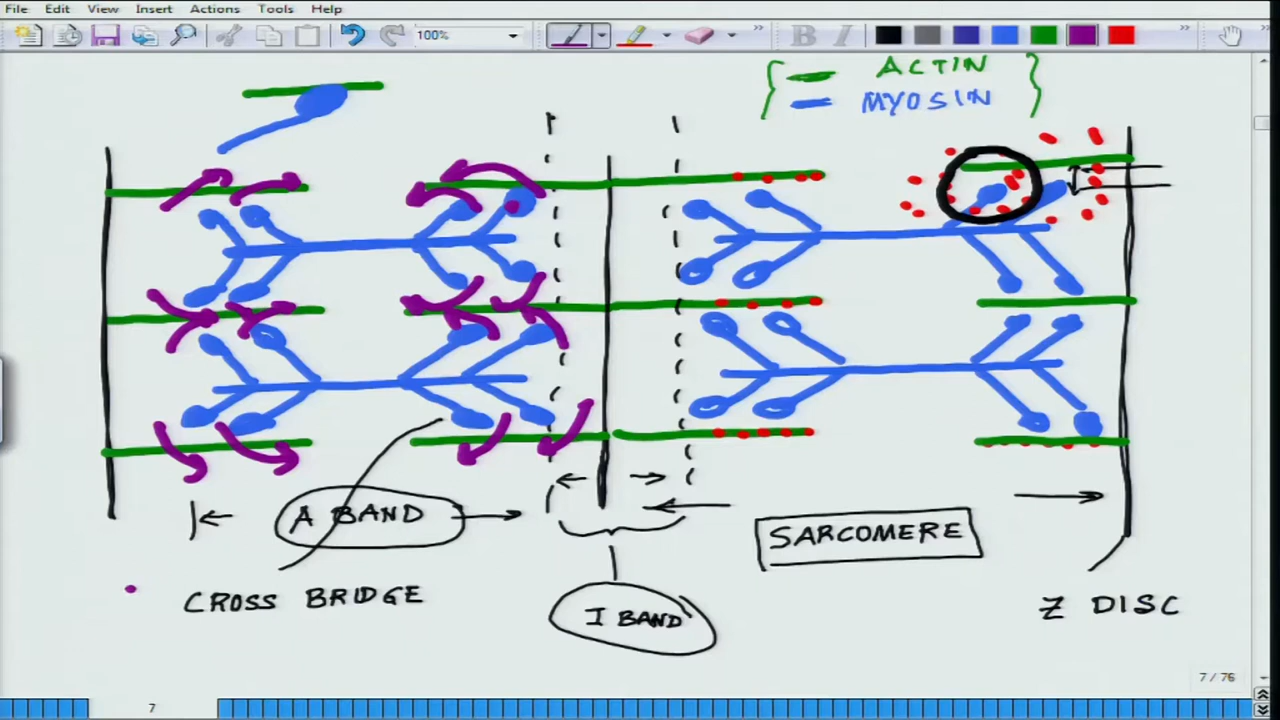 File Edit View Insert Actions Tools Help
100%
B I
ACTIN
MYOSIN
A BAND
SARCOMERE
CROSS BRIDGE
I BAND
Z DISC
7 / 76
7